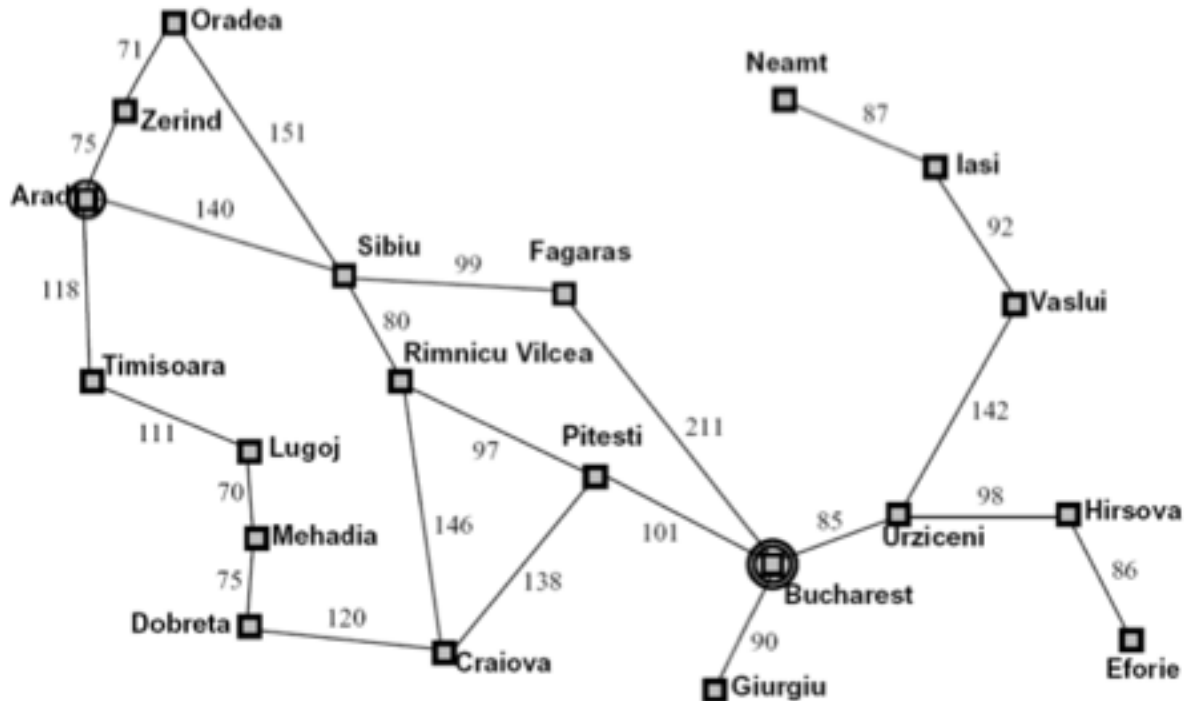 Oradea
71
Neamt
87
Zerind
151
75
Iasi
Arad
140
92
Sibiu
Fagaras
99
118
Vaslui
80
Timisoara
Rimnicu Vilcea
142
111
Lugoj
97
Pitesti
211
70
98
146
101
85
Hirsova
Mehadia
Urziceni
75
138
86
Bucharest
Dobreta
120
90
Craiova
Eforie
Giurgiu